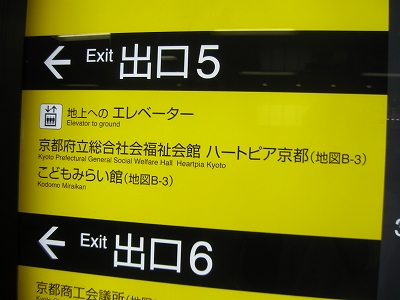 ← Exit 出口5
地上への エレベーター
Elevator to ground
京都府立総合社会福祉会館 ハートピア京都(地図B-3)
Kyoto Prefectural General Social Welfare Hall Heartpia Kyoto
こどもみらい館(地図B-3)
Kodomo Miraikan
← Exit 出口6
京都商工会議所(地図